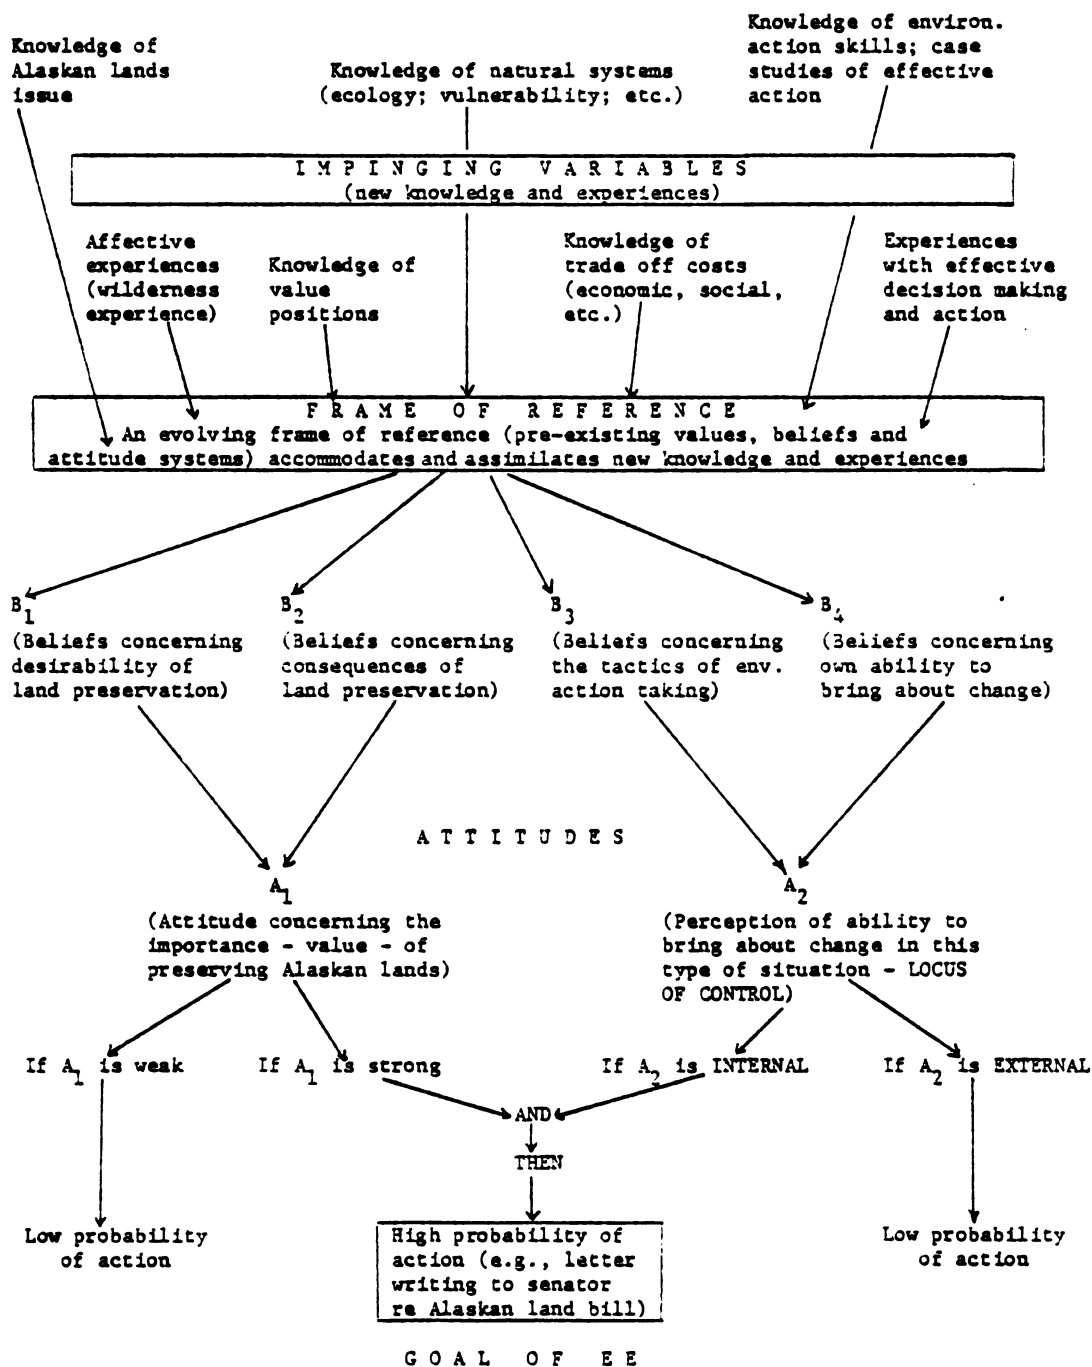 Knowledge of
Alaskan lands
issue
Knowledge of natural systems
(ecology; vulnerability; etc.)
Knowledge of environ.
action skills; case
studies of effective
action
IMPINGING VARIABLES
(new knowledge and experiences)
Affective
experiences
(wilderness
experience)
Knowledge of
value
positions
Knowledge of
trade off costs
(economic, social,
etc.)
Experiences
with effective
decision making
and action
FRAME OF REFERENCE
An evolving frame of reference (pre-existing values, beliefs and
attitude systems) accommodates and assimilates new knowledge and experiences
B1
(Beliefs concerning
desirability of
land preservation)
B2
(Beliefs concerning
consequences of
land preservation)
B3
(Beliefs concerning
the tactics of env.
action taking)
B4
(Beliefs concerning
own ability to
bring about change)
ATTITUDES
A1
(Attitude concerning the
importance - value - of
preserving Alaskan lands)
A2
(Perception of ability to
bring about change in this
type of situation - LOCUS
OF CONTROL)
If A1 is weak
If A1 is strong
If A2 is INTERNAL
If A2 is EXTERNAL
AND
THEN
Low probability
of action
High probability of
action (e.g., letter
writing to senator
re Alaskan land bill)
Low probability
of action
GOAL OF EE